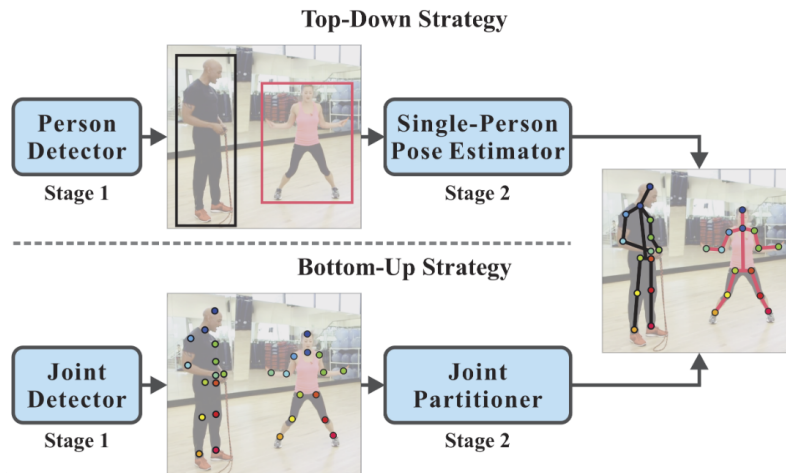 Top-Down Strategy
Person
Detector
Stage 1
Single-Person
Pose Estimator
Stage 2
Bottom-Up Strategy
Joint
Detector
Stage 1
Joint
Partitioner
Stage 2